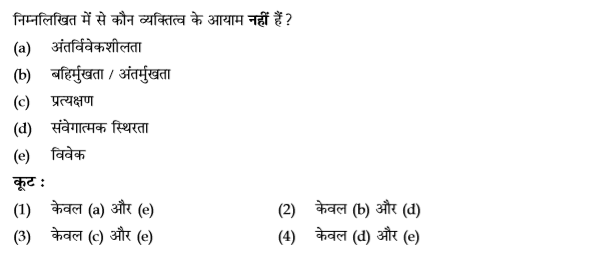 निम्नलिखित में से कौन व्यक्तित्व के आयाम नहीं हैं ?
(a) अंतर्विवेकशीलता
(b) बहिर्मुखता / अंतर्मुखता
(c) प्रत्यक्षण
(d) संवेगात्मक स्थिरता
(e) विवेक
कूट :
(1) केवल (a) और (e) (2) केवल (b) और (d)
(3) केवल (c) और (e) (4) केवल (d) और (e)